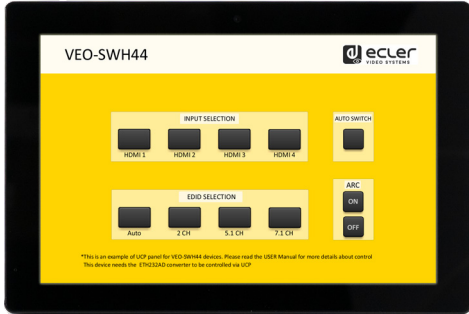 VEO-SWH44
ecler
VIDEO SYSTEMS
INPUT SELECTION
HDMI 1 HDMI 2 HDMI 3 HDMI 4
AUTO SWITCH
EDID SELECTION
Auto 2 CH 5.1 CH 7.1 CH
ARC
ON
OFF
*This is an example of UCP panel for VEO-SWH44 devices. Please read the USER Manual for more details about control
This device needs the ETH232AD converter to be controlled via UCP